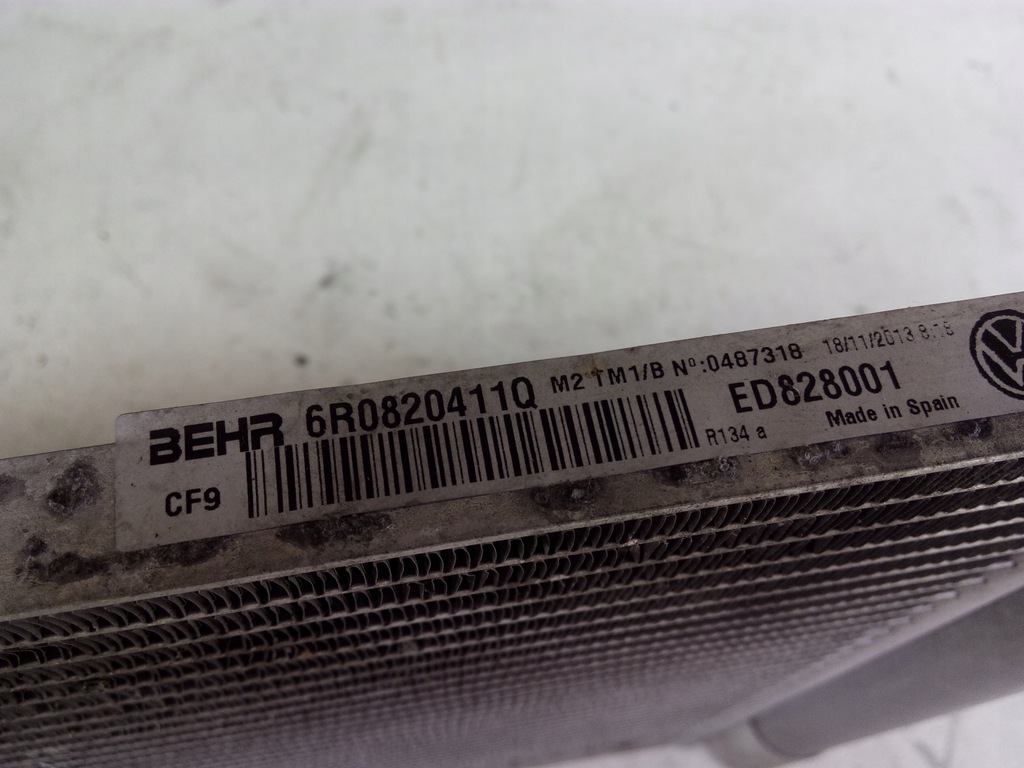 BEHR 6R0820411Q M2 TM1/B Nº:0487318 18/11/2013 8:18
CF9 R134 a ED828001
Made in Spain